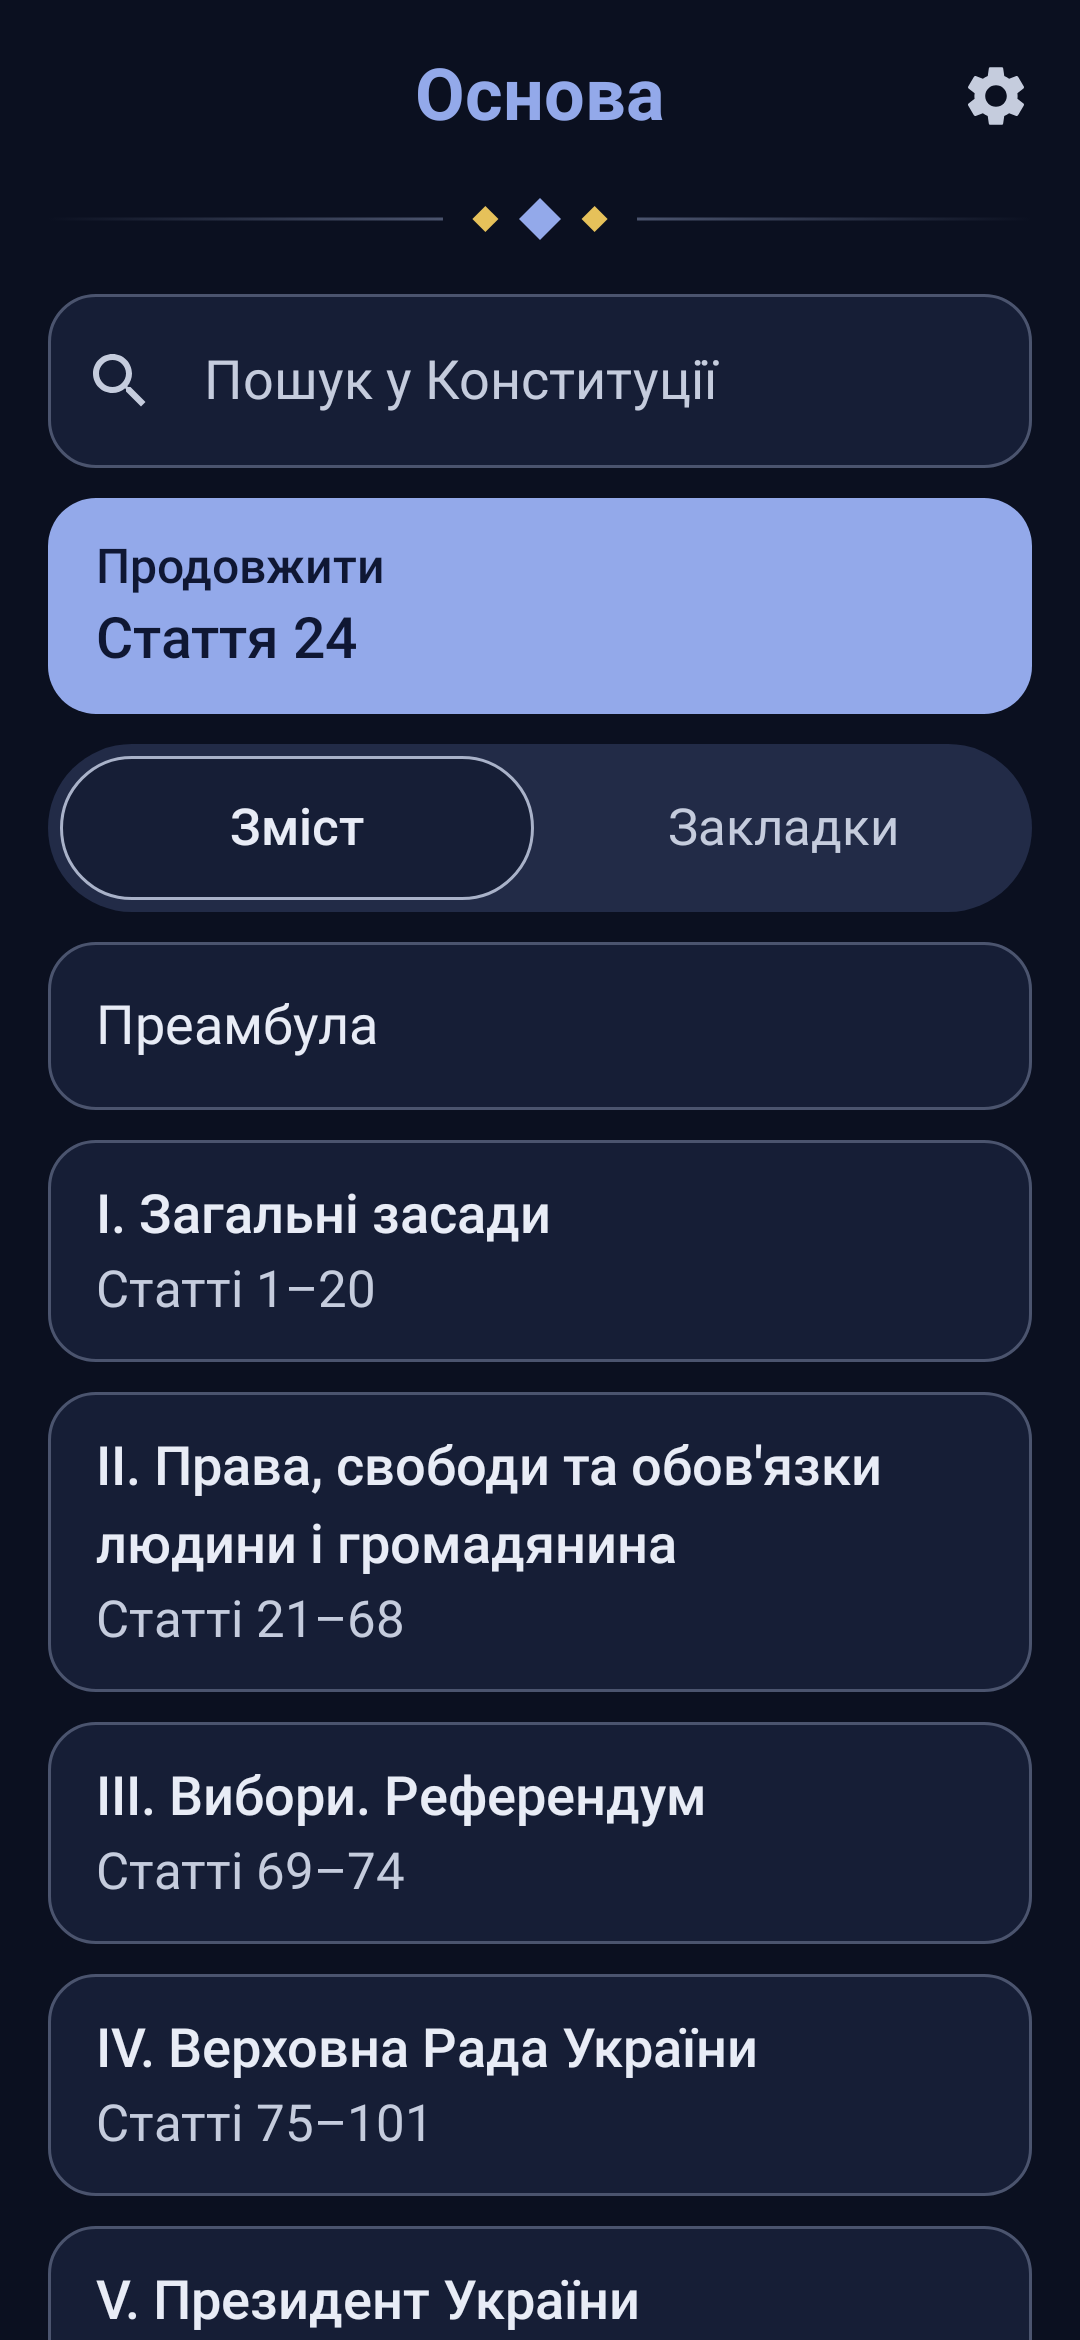 Основа
Пошук у Конституції
Продовжити
Стаття 24
Зміст
Закладки
Преамбула
I. Загальні засади
Статті 1–20
II. Права, свободи та обов'язки
людини і громадянина
Статті 21–68
III. Вибори. Референдум
Статті 69–74
IV. Верховна Рада України
Статті 75–101
V. Президент України